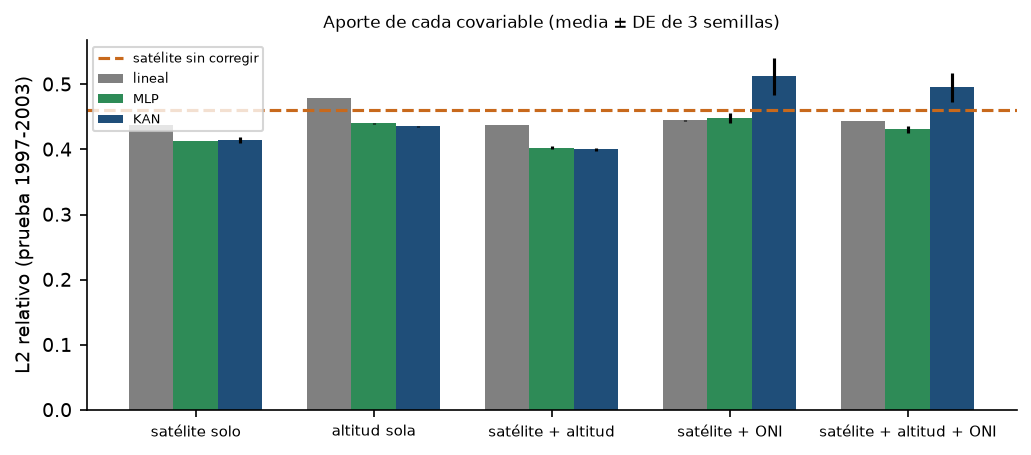 Aporte de cada covariable (media ± DE de 3 semillas)
satélite sin corregir
lineal
MLP
KAN
L2 relativo (prueba 1997-2003)
0.5
0.4
0.3
0.2
0.1
0.0
satélite solo
altitud sola
satélite + altitud
satélite + ONI
satélite + altitud + ONI